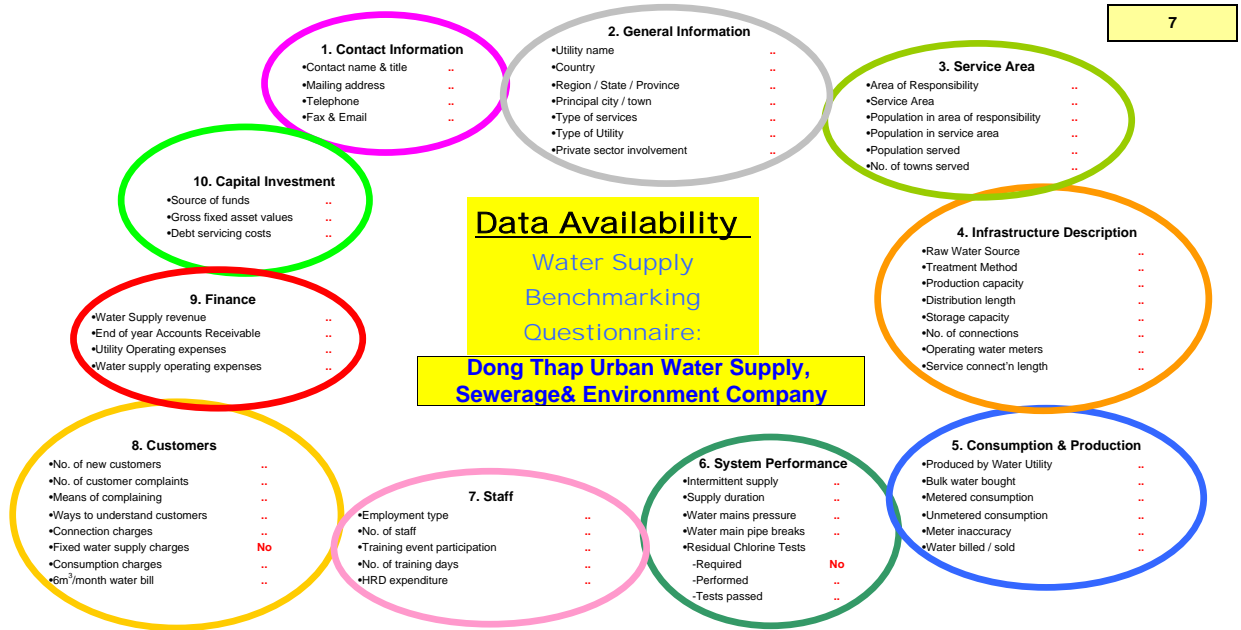 7
1. Contact Information
•Contact name & title ..
•Mailing address ..
•Telephone ..
•Fax & Email ..
2. General Information
•Utility name ..
•Country ..
•Region / State / Province ..
•Principal city / town ..
•Type of services ..
•Type of Utility ..
•Private sector involvement ..
3. Service Area
•Area of Responsibility ..
•Service Area ..
•Population in area of responsibility ..
•Population in service area ..
•Population served ..
•No. of towns served ..
10. Capital Investment
•Source of funds ..
•Gross fixed asset values ..
•Debt servicing costs ..
Data Availability
Water Supply
Benchmarking
Questionnaire:
Dong Thap Urban Water Supply,
Sewerage& Environment Company
4. Infrastructure Description
•Raw Water Source ..
•Treatment Method ..
•Production capacity ..
•Distribution length ..
•Storage capacity ..
•No. of connections ..
•Operating water meters ..
•Service connect'n length ..
9. Finance
•Water Supply revenue ..
•End of year Accounts Receivable ..
•Utility Operating expenses ..
•Water supply operating expenses ..
8. Customers
•No. of new customers ..
•No. of customer complaints ..
•Means of complaining ..
•Ways to understand customers ..
•Connection charges ..
•Fixed water supply charges No
•Consumption charges ..
•6m³/month water bill ..
7. Staff
•Employment type ..
•No. of staff ..
•Training event participation ..
•No. of training days ..
•HRD expenditure ..
6. System Performance
•Intermittent supply ..
•Supply duration ..
•Water mains pressure ..
•Water main pipe breaks ..
•Residual Chlorine Tests
-Required No
-Performed ..
-Tests passed ..
5. Consumption & Production
•Produced by Water Utility ..
•Bulk water bought ..
•Metered consumption ..
•Unmetered consumption ..
•Meter inaccuracy ..
•Water billed / sold ..